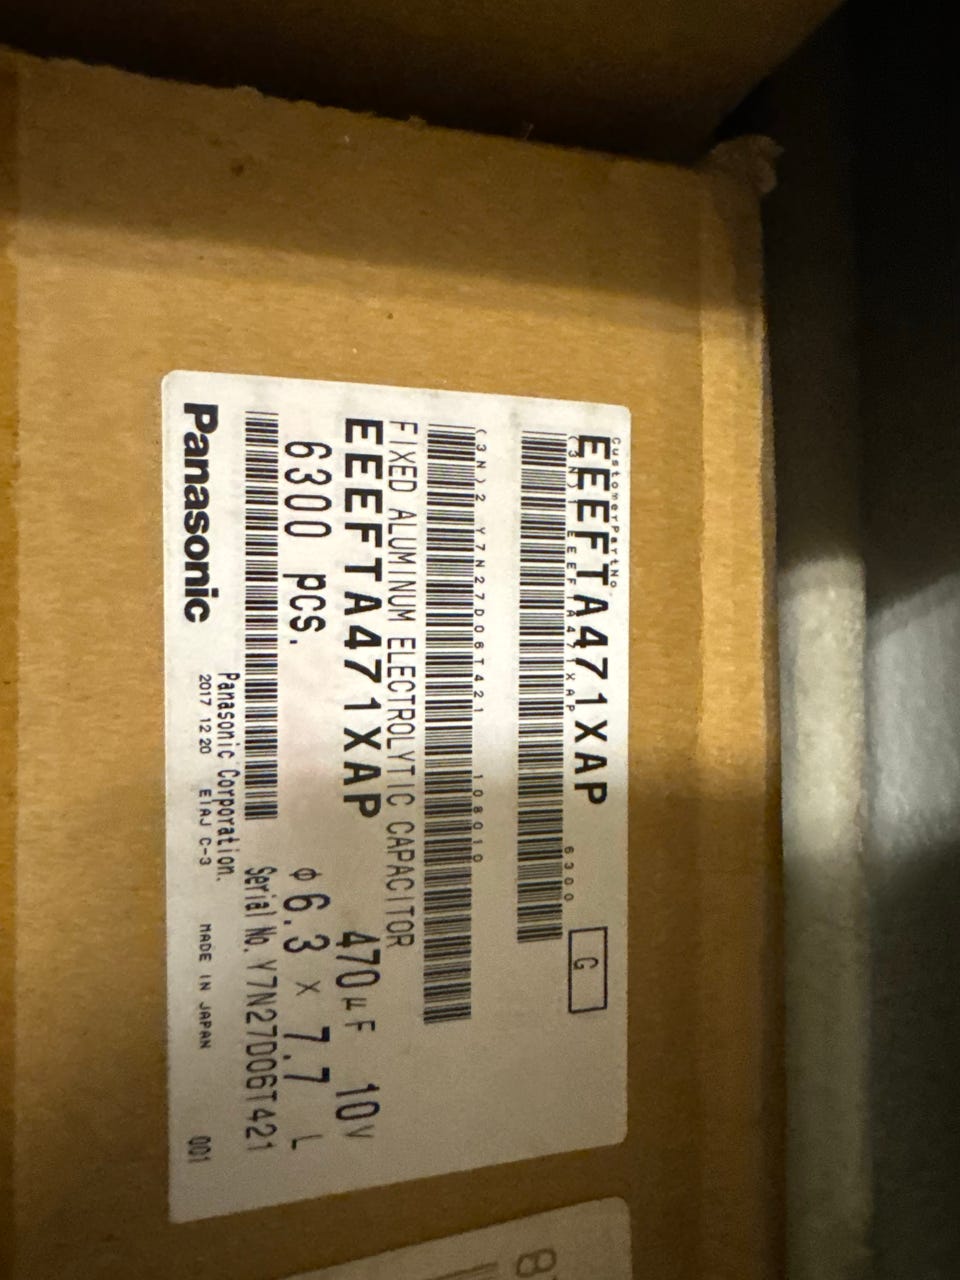 CustomerPartNo.
EEEFTA471XAP
G
(3N)1 EEEFTA471XAP 6300
(3N)2 Y7N27D06T421 108010
FIXED ALUMINUM ELECTROLYTIC CAPACITOR
EEEFTA471XAP 470μF 10V
6300 pcs. φ6.3 x 7.7 L
Serial No. Y7N27D06T421
Panasonic
Panasonic Corporation.
2017 12 20 EIAJ C-3 MADE IN JAPAN 001